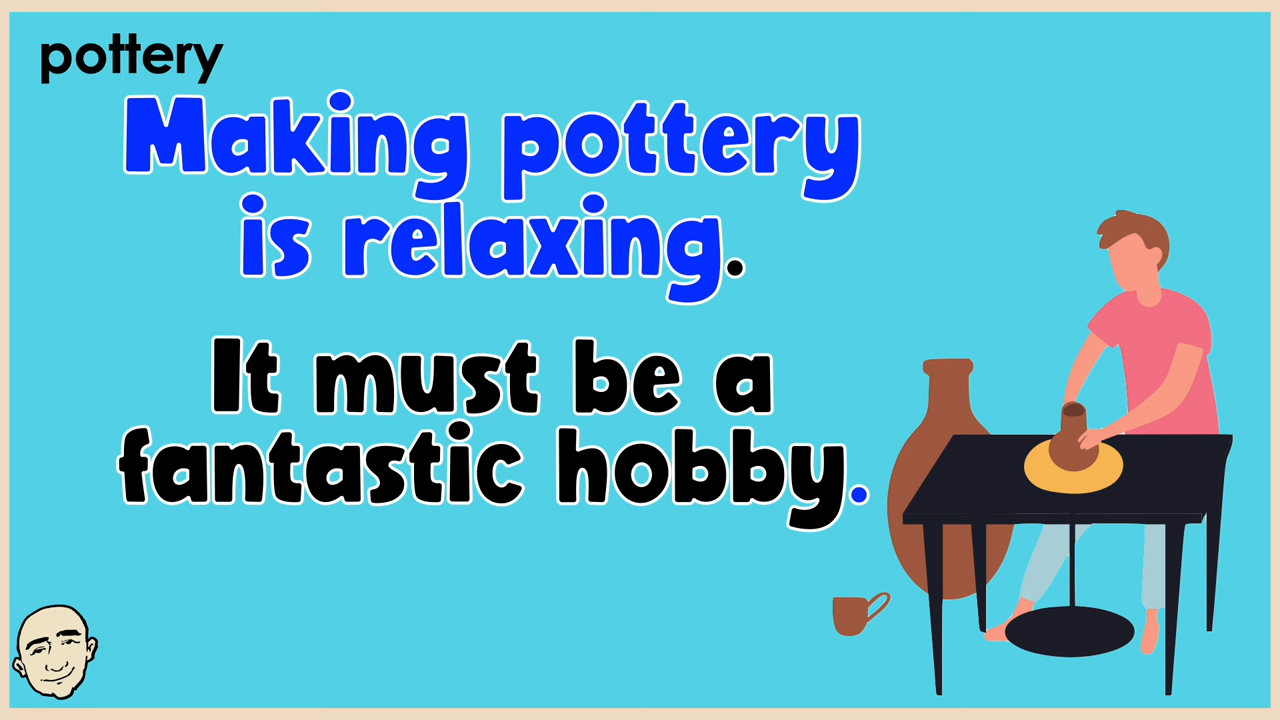 pottery
Making pottery
is relaxing.
It must be a
fantastic hobby.